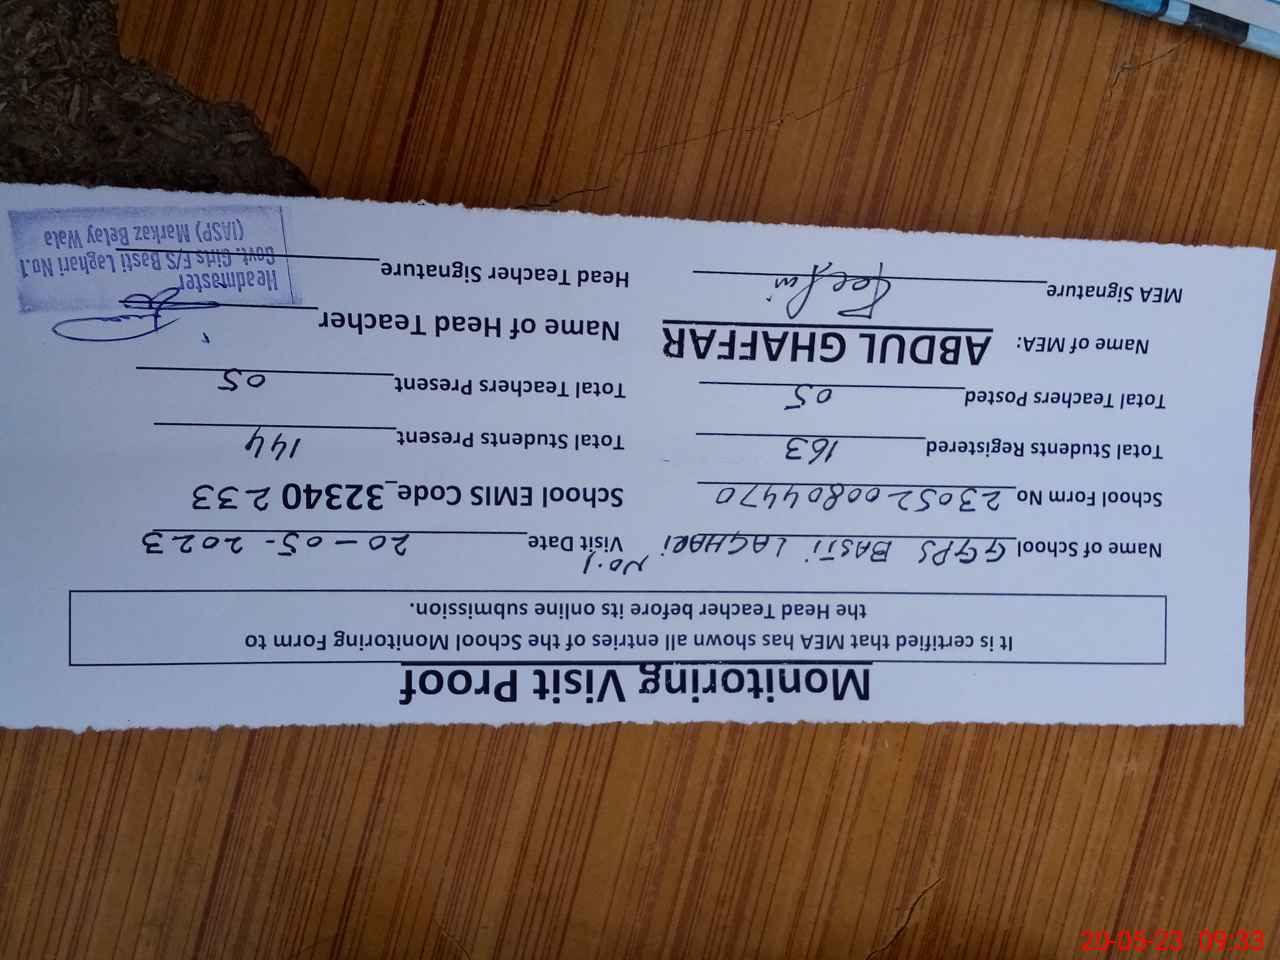 Monitoring Visit Proof
It is certified that MEA has shown all entries of the School Monitoring Form to
the Head Teacher before its online submission.
Name of School GGPS BASTI LAGHARI No.1 Visit Date 20-05-2023
School Form No 2305200804470 School EMIS Code_32340233
Total Students Registered 163 Total Students Present 144
Total Teachers Posted 05 Total Teachers Present 05
Name of MEA: ABDUL GHAFFAR Name of Head Teacher
MEA Signature Head Teacher Signature
Headmaster
Govt. Girls E/S Basti Laghari No.1
(IASP) Markaz Belay Wala
20-05-23 09:33